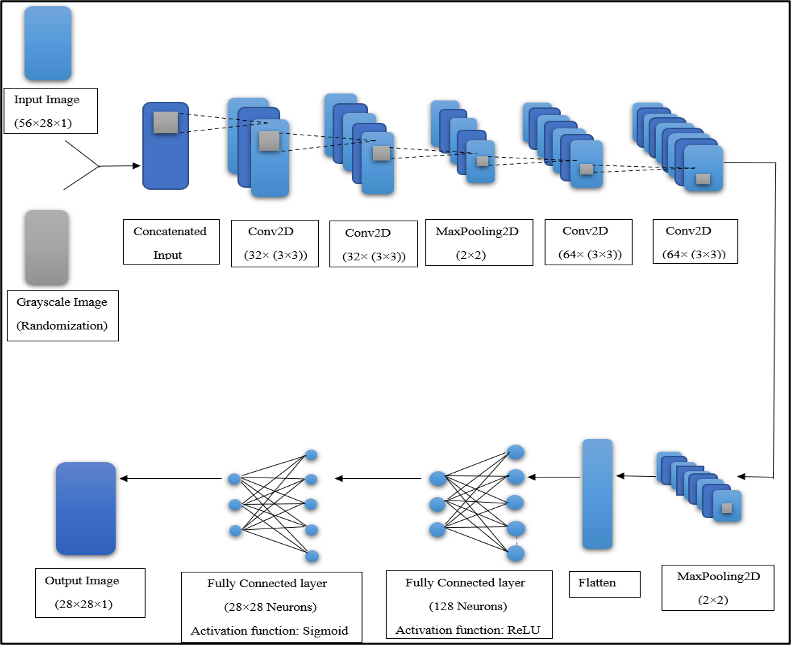 Input Image
(56×28×1)
Grayscale Image
(Randomization)
Concatenated
Input
Conv2D
(32× (3×3))
Conv2D
(32× (3×3))
MaxPooling2D
(2×2)
Conv2D
(64× (3×3))
Conv2D
(64× (3×3))
Output Image
(28×28×1)
Fully Connected layer
(28×28 Neurons)
Activation function: Sigmoid
Fully Connected layer
(128 Neurons)
Activation function: ReLU
Flatten
MaxPooling2D
(2×2)